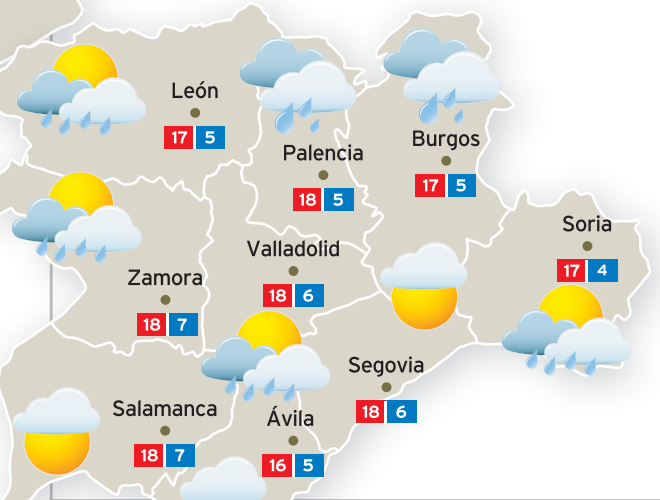 León
17 5
Palencia
18 5
Burgos
17 5
Soria
17 4
Valladolid
18 6
Zamora
18 7
Segovia
18 6
Salamanca
18 7
Ávila
16 5